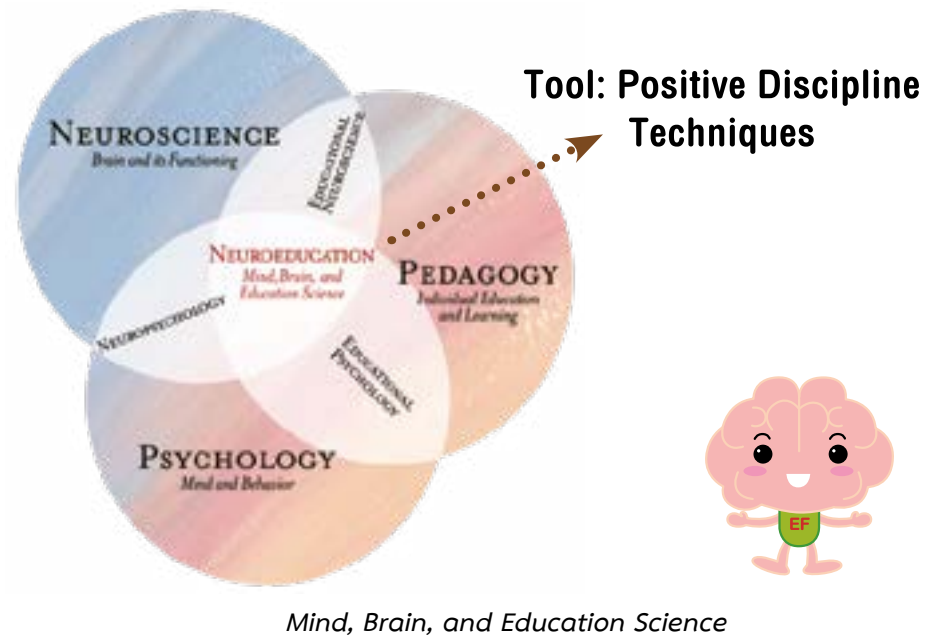 Tool: Positive Discipline
Techniques
NEUROSCIENCE
Brain and its Functioning
EDUCATIONAL
NEUROSCIENCE
NEUROEDUCATION
Mind, Brain, and
Education Science
PEDAGOGY
Individual Education
and Learning
NEUROPSYCHOLOGY
EDUCATIONAL
PSYCHOLOGY
PSYCHOLOGY
Mind and Behavior
EF
Mind, Brain, and Education Science